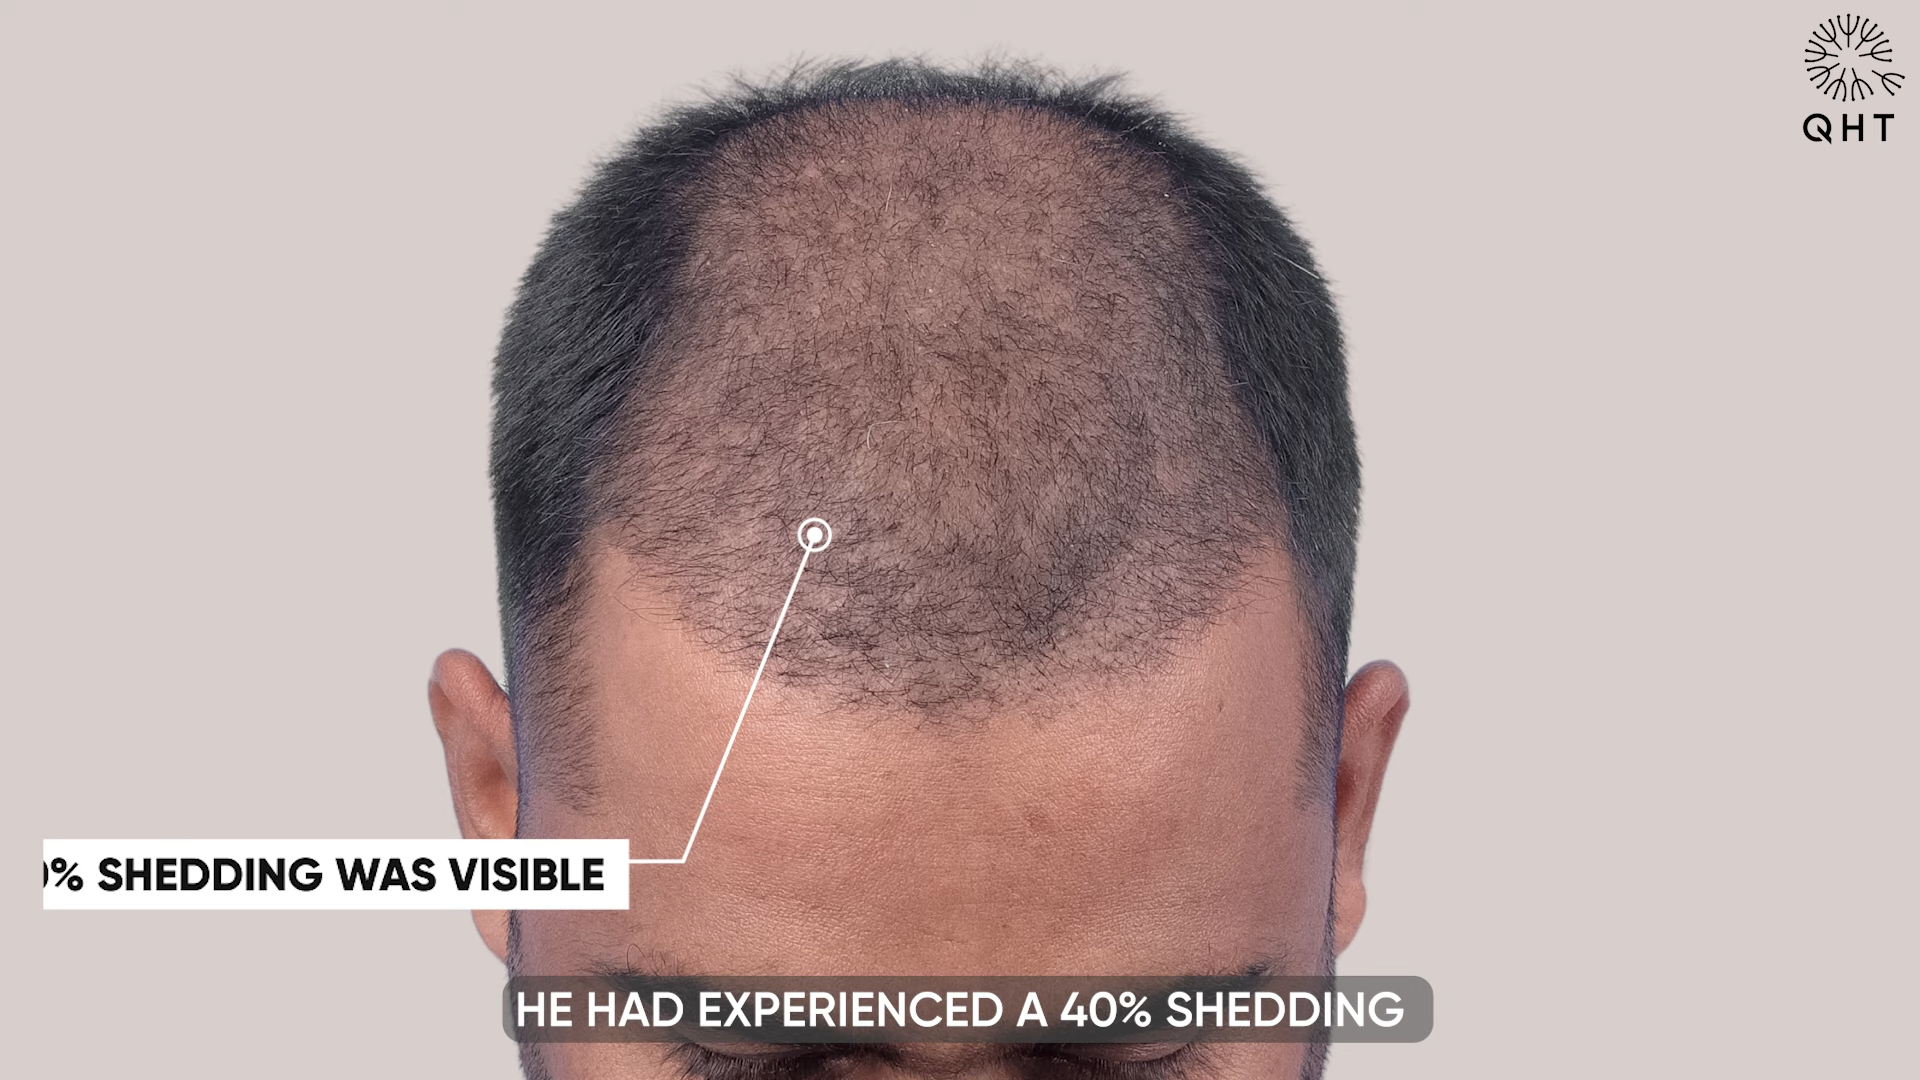 QHT
% SHEDDING WAS VISIBLE
HE HAD EXPERIENCED A 40% SHEDDING